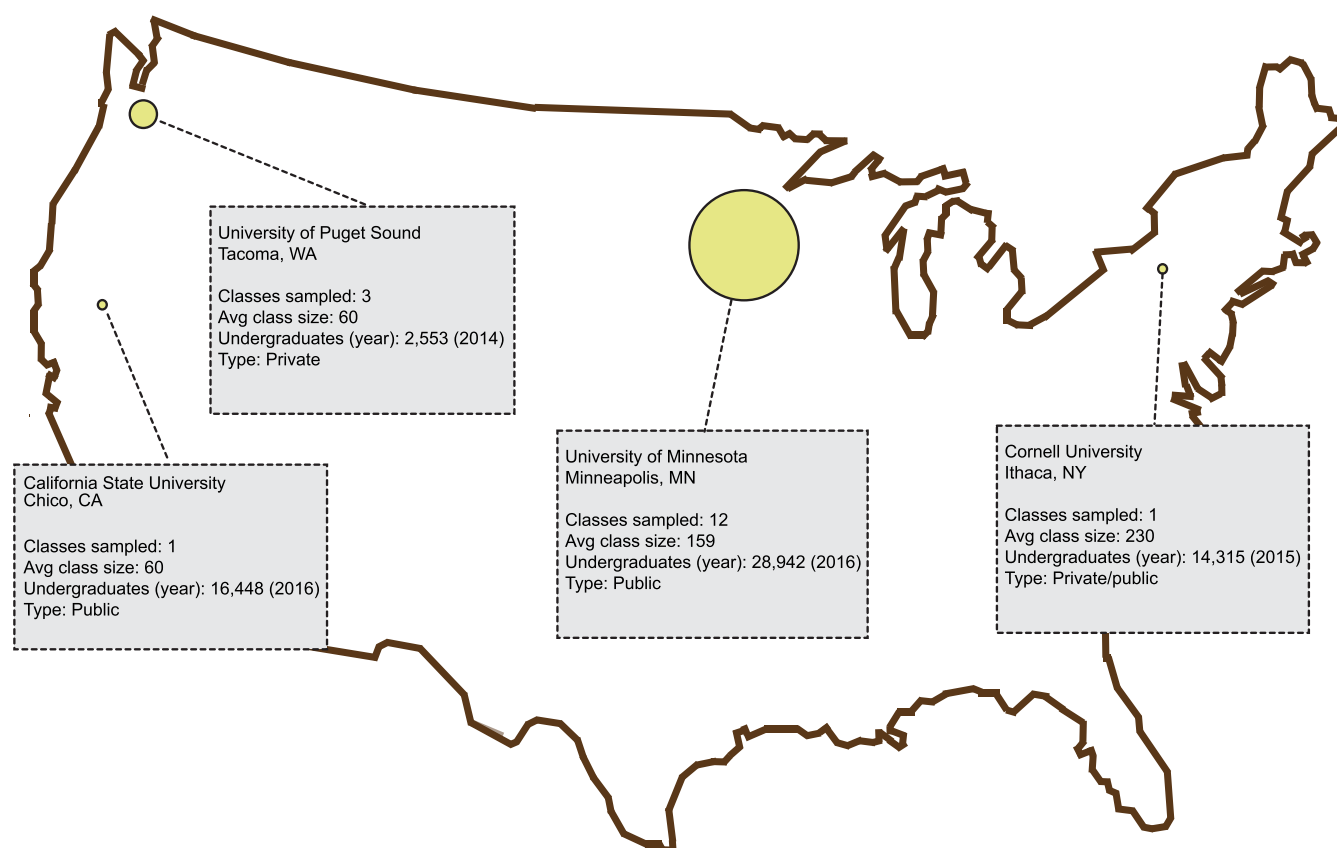 University of Puget Sound
Tacoma, WA
Classes sampled: 3
Avg class size: 60
Undergraduates (year): 2,553 (2014)
Type: Private
California State University
Chico, CA
Classes sampled: 1
Avg class size: 60
Undergraduates (year): 16,448 (2016)
Type: Public
University of Minnesota
Minneapolis, MN
Classes sampled: 12
Avg class size: 159
Undergraduates (year): 28,942 (2016)
Type: Public
Cornell University
Ithaca, NY
Classes sampled: 1
Avg class size: 230
Undergraduates (year): 14,315 (2015)
Type: Private/public